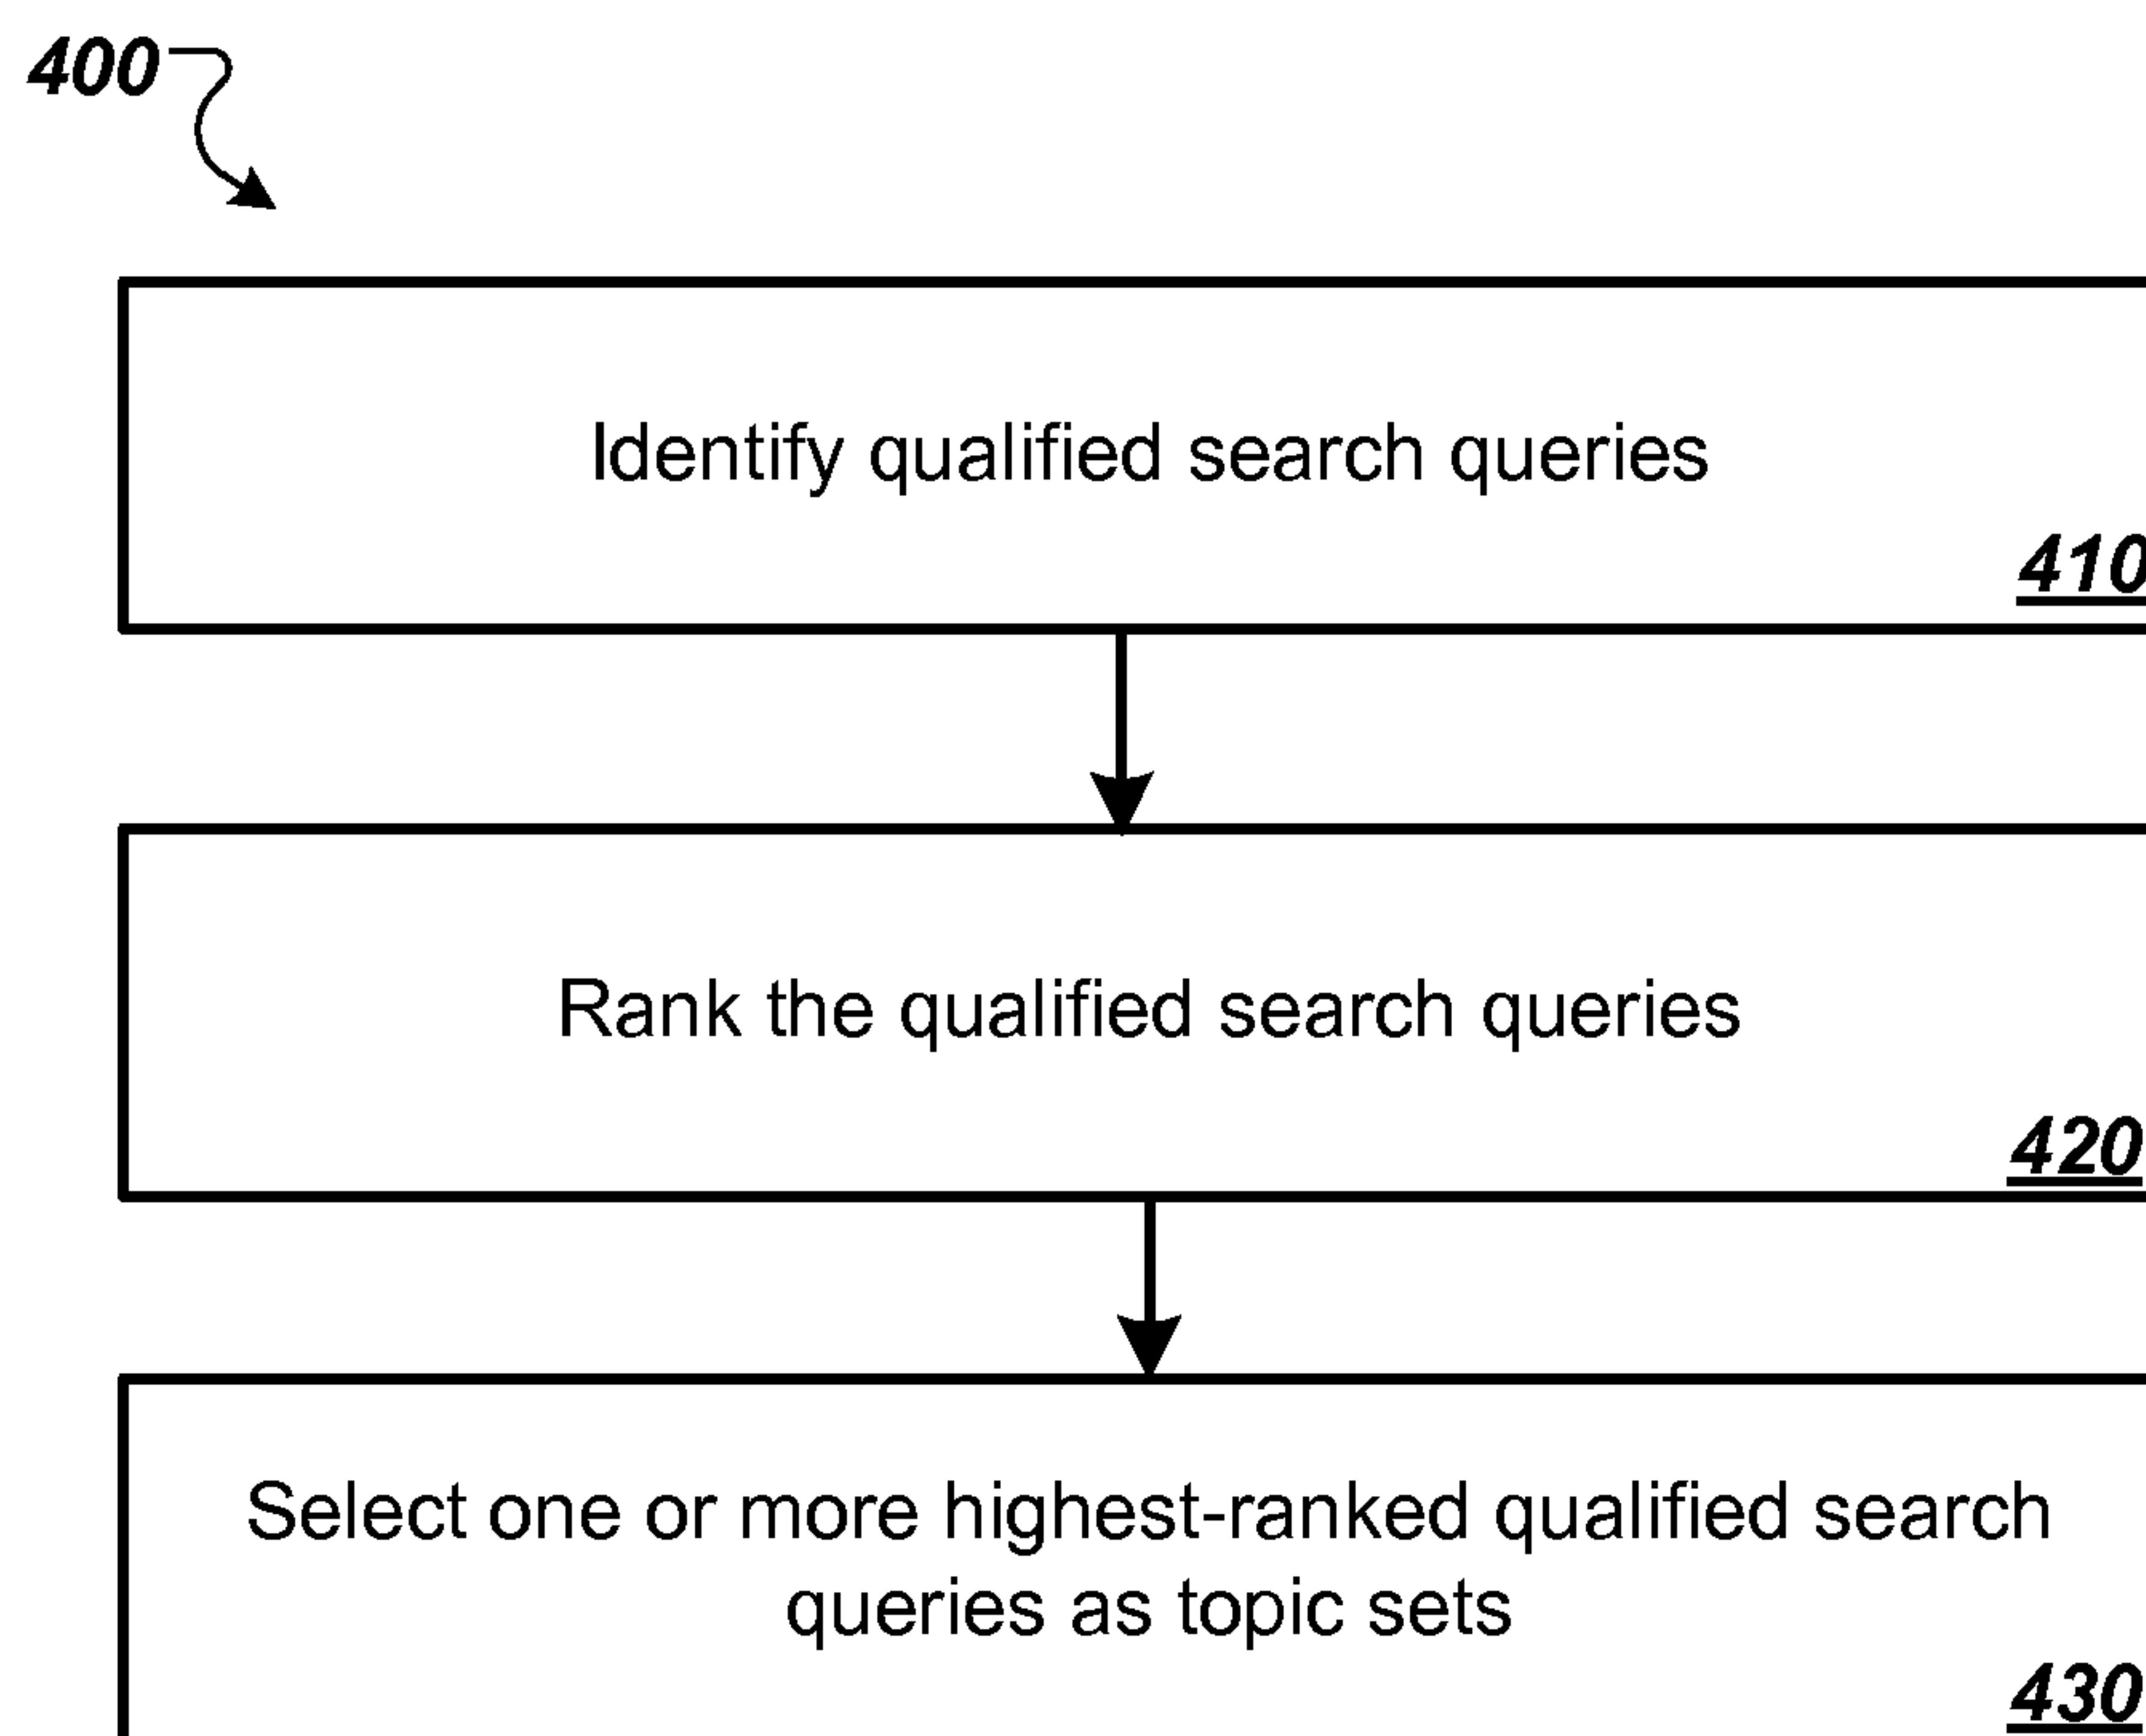 400
Identify qualified search queries
410
Rank the qualified search queries
420
Select one or more highest-ranked qualified search
queries as topic sets
430